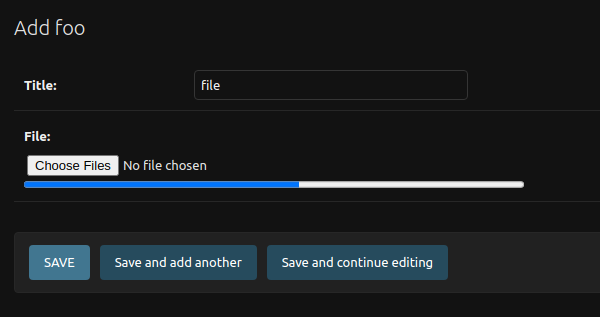 Add foo
Title: file
File:
Choose Files No file chosen
SAVE Save and add another Save and continue editing